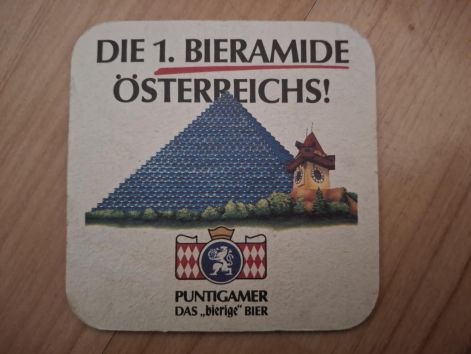 DIE 1. BIERAMIDE
ÖSTERREICHS!
PUNTIGAMER
DAS „bierige“ BIER